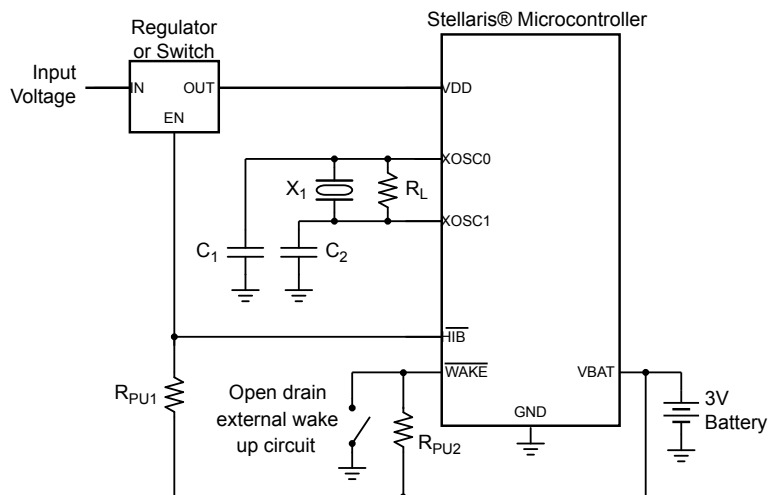 Stellaris® Microcontroller
Regulator
or Switch
Input
Voltage
IN
OUT
EN
VDD
XOSC0
X1
RL
XOSC1
C1
C2
HIB
WAKE
VBAT
RPU1
Open drain
external wake
up circuit
RPU2
GND
3V
Battery